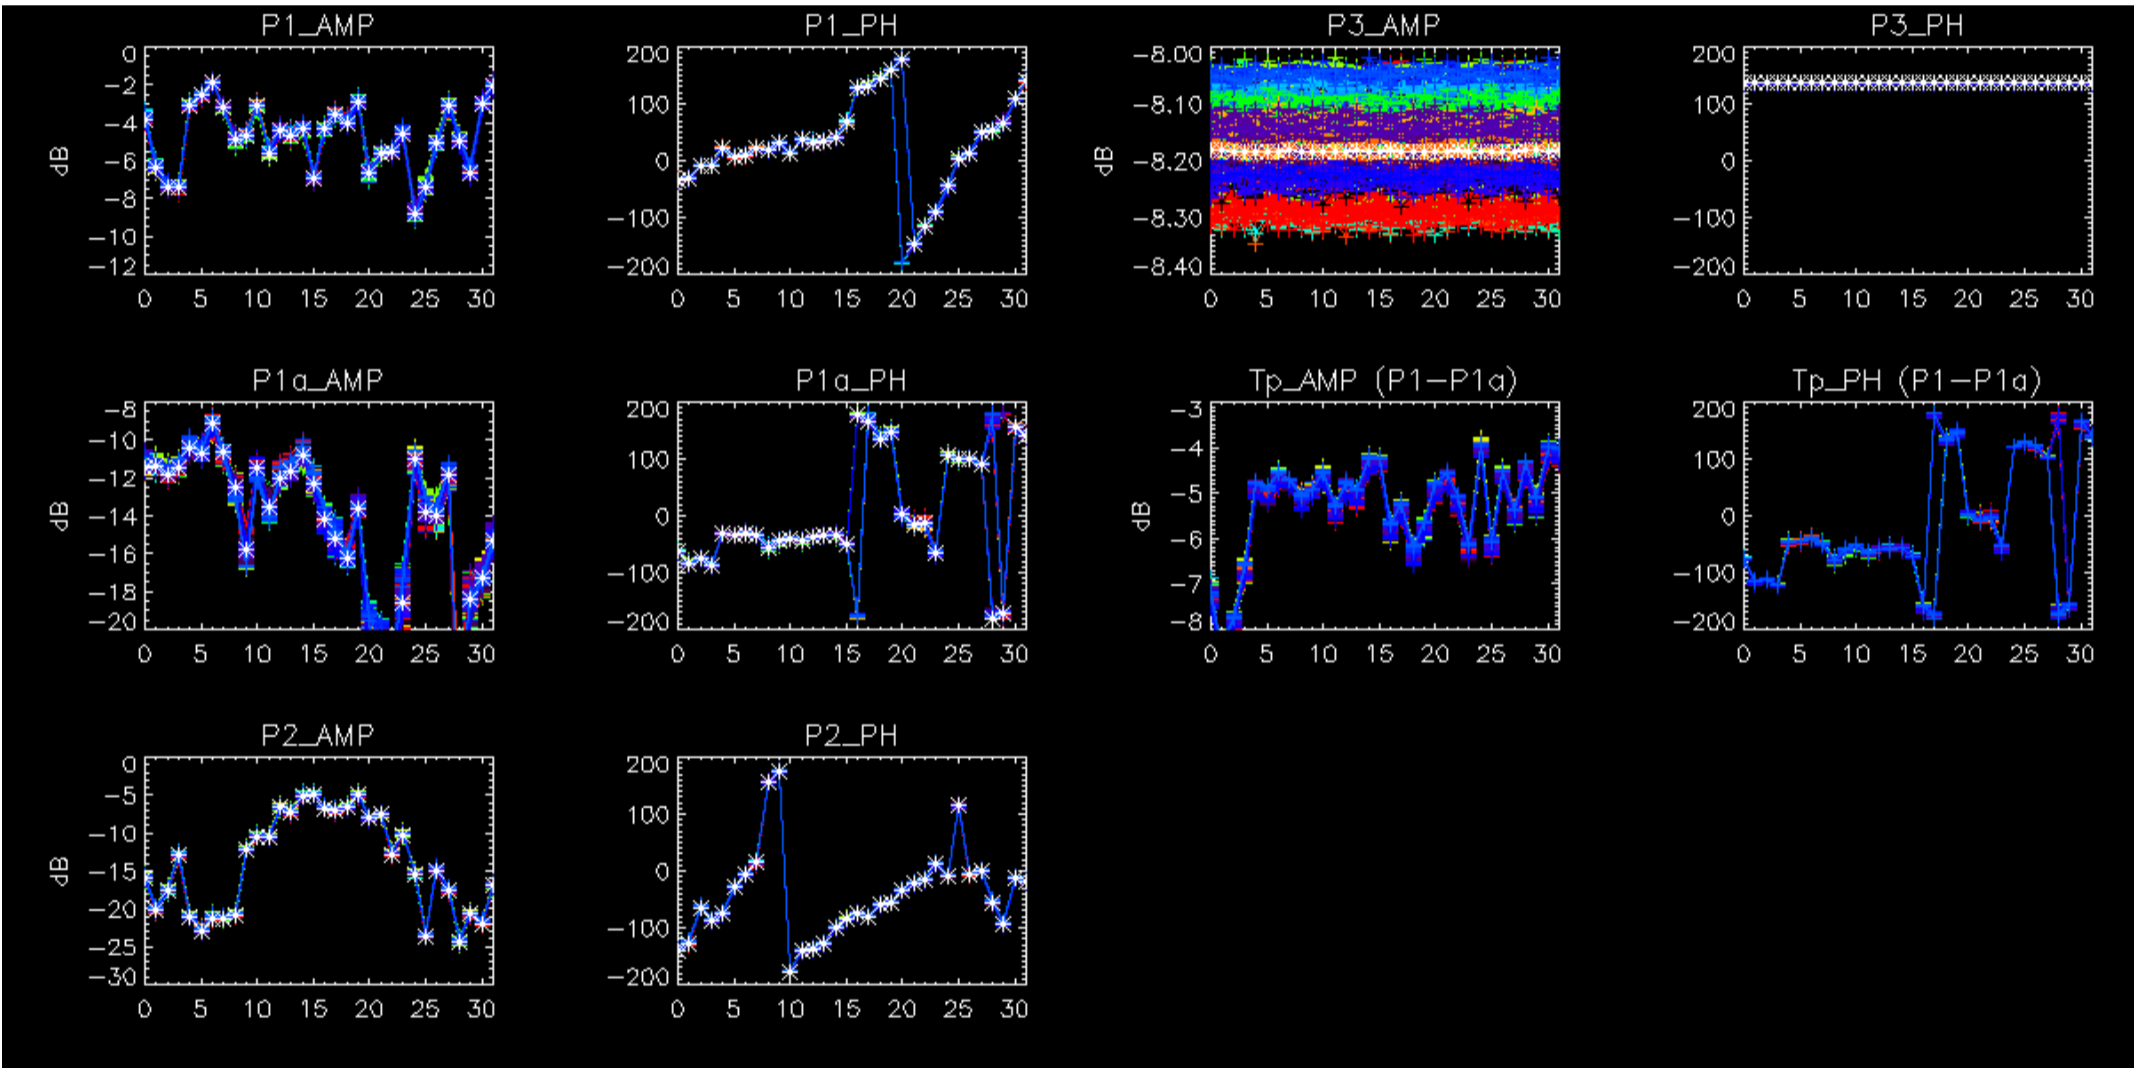 P1_AMP
P1_PH
P3_AMP
P3_PH
0
−2
−4
−6
−8
−10
−12
dB
0 5 10 15 20 25 30
200
100
0
−100
−200
0 5 10 15 20 25 30
−8.00
−8.10
−8.20
−8.30
−8.40
dB
0 5 10 15 20 25 30
200
100
0
−100
−200
0 5 10 15 20 25 30
P1a_AMP
P1a_PH
Tp_AMP (P1−P1a)
Tp_PH (P1−P1a)
−8
−10
−12
−14
−16
−18
−20
dB
0 5 10 15 20 25 30
200
100
0
−100
−200
0 5 10 15 20 25 30
−3
−4
−5
−6
−7
−8
dB
0 5 10 15 20 25 30
200
100
0
−100
−200
0 5 10 15 20 25 30
P2_AMP
P2_PH
0
−5
−10
−15
−20
−25
−30
dB
0 5 10 15 20 25 30
200
100
0
−100
−200
0 5 10 15 20 25 30